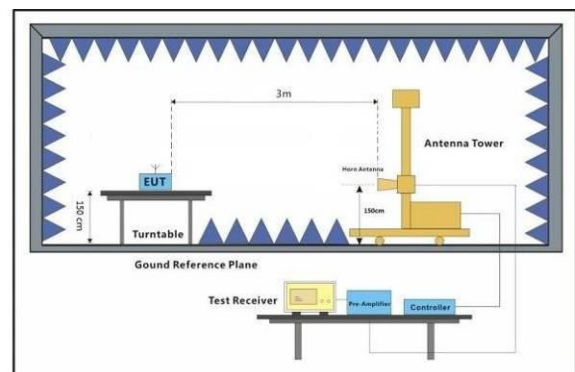 3m
Antenna Tower
Horn Antenna
EUT
150 cm
150cm
Turntable
Gound Reference Plane
Test Receiver
Pre-Amplifier
Controller